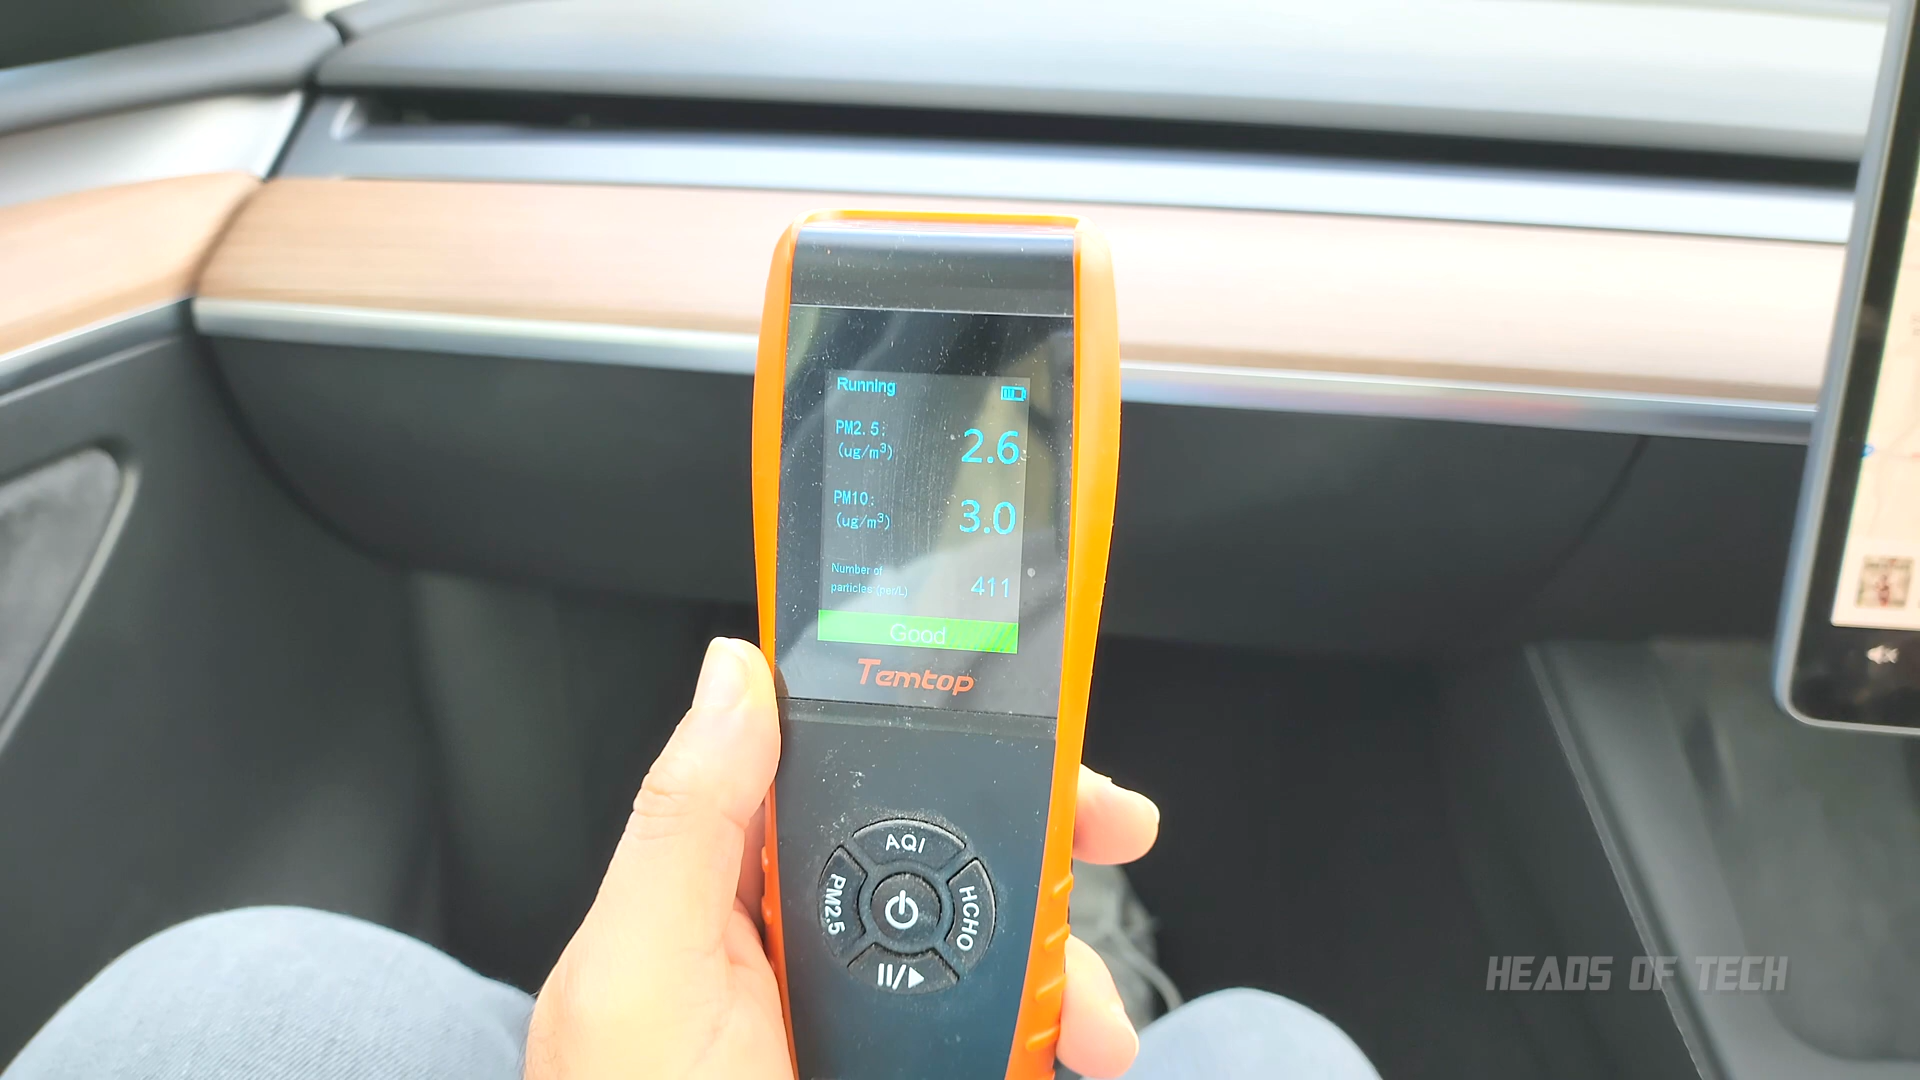 Running
PM2.5:
(ug/m³)
2.6
PM10:
(ug/m³)
3.0
Number of
particles(per/L)
411
Good
Temtop
AQI
PM2.5
HCHO
HEADS OF TECH